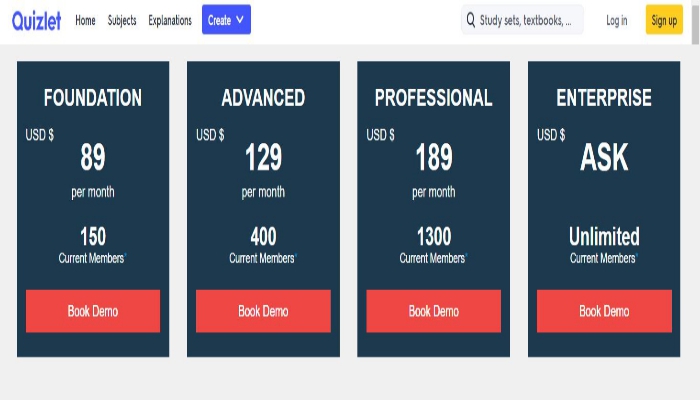 Quizlet Home Subjects Explanations Create Study sets, textbooks, ... Log in Sign up
FOUNDATION
USD $
89
per month
150
Current Members*
Book Demo
ADVANCED
USD $
129
per month
400
Current Members*
Book Demo
PROFESSIONAL
USD $
189
per month
1300
Current Members*
Book Demo
ENTERPRISE
USD $
ASK
Unlimited
Current Members*
Book Demo